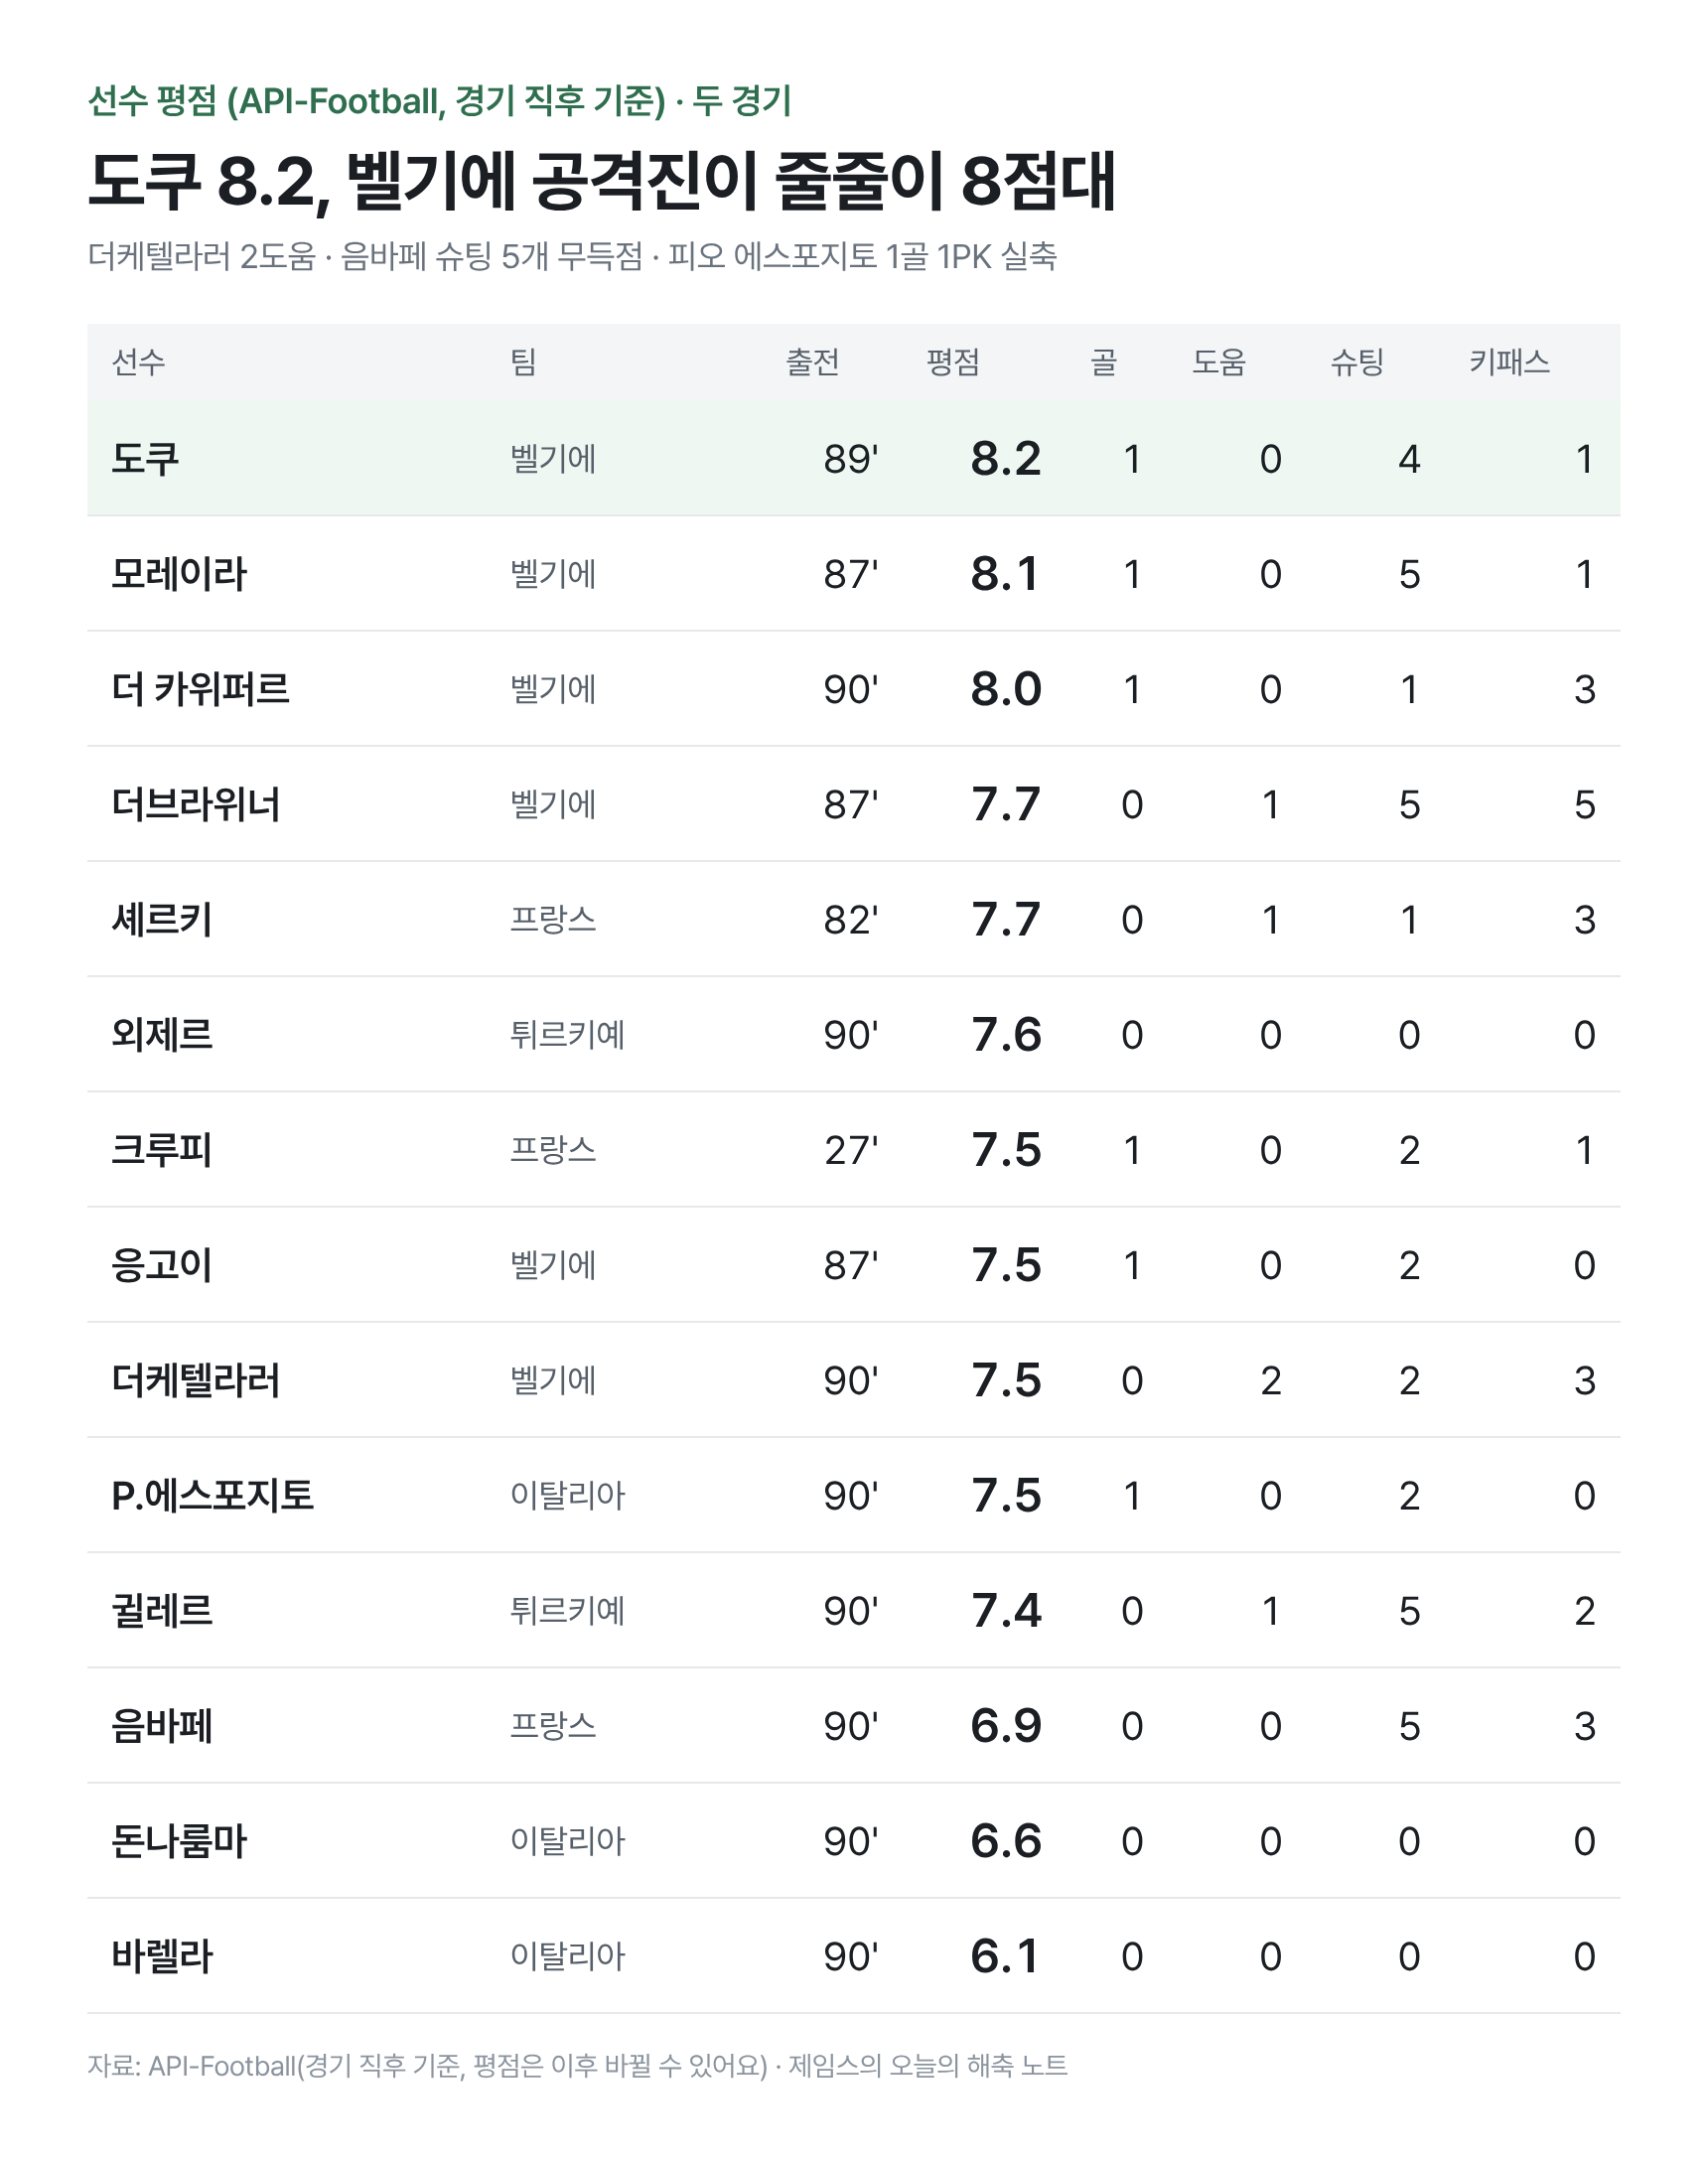 선수 평점 (API-Football, 경기 직후 기준) · 두 경기
도쿠 8.2, 벨기에 공격진이 줄줄이 8점대
더케텔라러 2도움 · 음바페 슈팅 5개 무득점 · 피오 에스포지토 1골 1PK 실축
선수 팀 출전 평점 골 도움 슈팅 키패스
도쿠 벨기에 89' 8.2 1 0 4 1
모레이라 벨기에 87' 8.1 1 0 5 1
더 카위퍼르 벨기에 90' 8.0 1 0 1 3
더브라위너 벨기에 87' 7.7 0 1 5 5
셰르키 프랑스 82' 7.7 0 1 1 3
외제르 튀르키예 90' 7.6 0 0 0 0
크루피 프랑스 27' 7.5 1 0 2 1
응고이 벨기에 87' 7.5 1 0 2 0
더케텔라러 벨기에 90' 7.5 0 2 2 3
P.에스포지토 이탈리아 90' 7.5 1 0 2 0
귈레르 튀르키예 90' 7.4 0 1 5 2
음바페 프랑스 90' 6.9 0 0 5 3
돈나룸마 이탈리아 90' 6.6 0 0 0 0
바렐라 이탈리아 90' 6.1 0 0 0 0
자료: API-Football(경기 직후 기준, 평점은 이후 바뀔 수 있어요) · 제임스의 오늘의 해축 노트